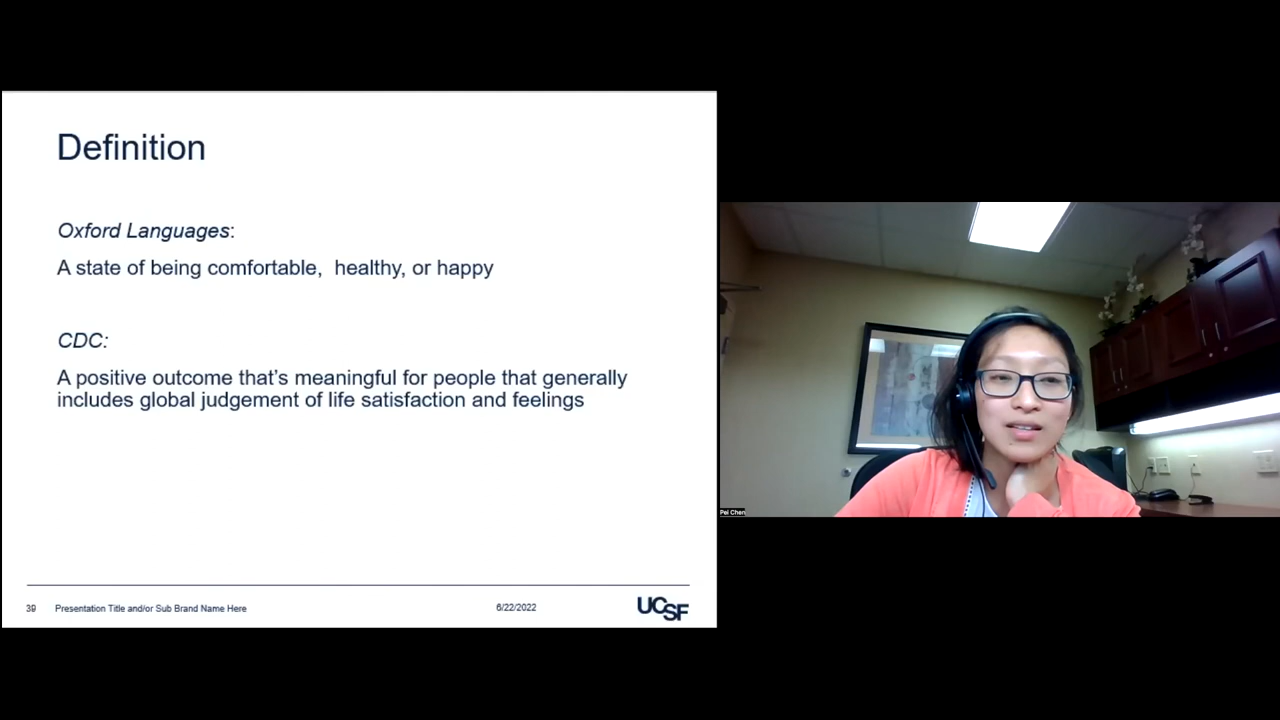 Definition
Oxford Languages:
A state of being comfortable,  healthy, or happy
CDC:
A positive outcome that's meaningful for people that generally
includes global judgement of life satisfaction and feelings
39 Presentation Title and/or Sub Brand Name Here 6/22/2022 UCSF
Pei Chen